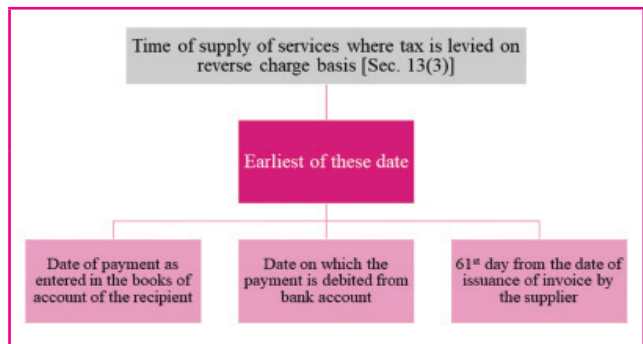 Time of supply of services where tax is levied on
reverse charge basis [Sec. 13(3)]
Earliest of these date
Date of payment as
entered in the books of
account of the recipient
Date on which the
payment is debited from
bank account
61st day from the date of
issuance of invoice by
the supplier